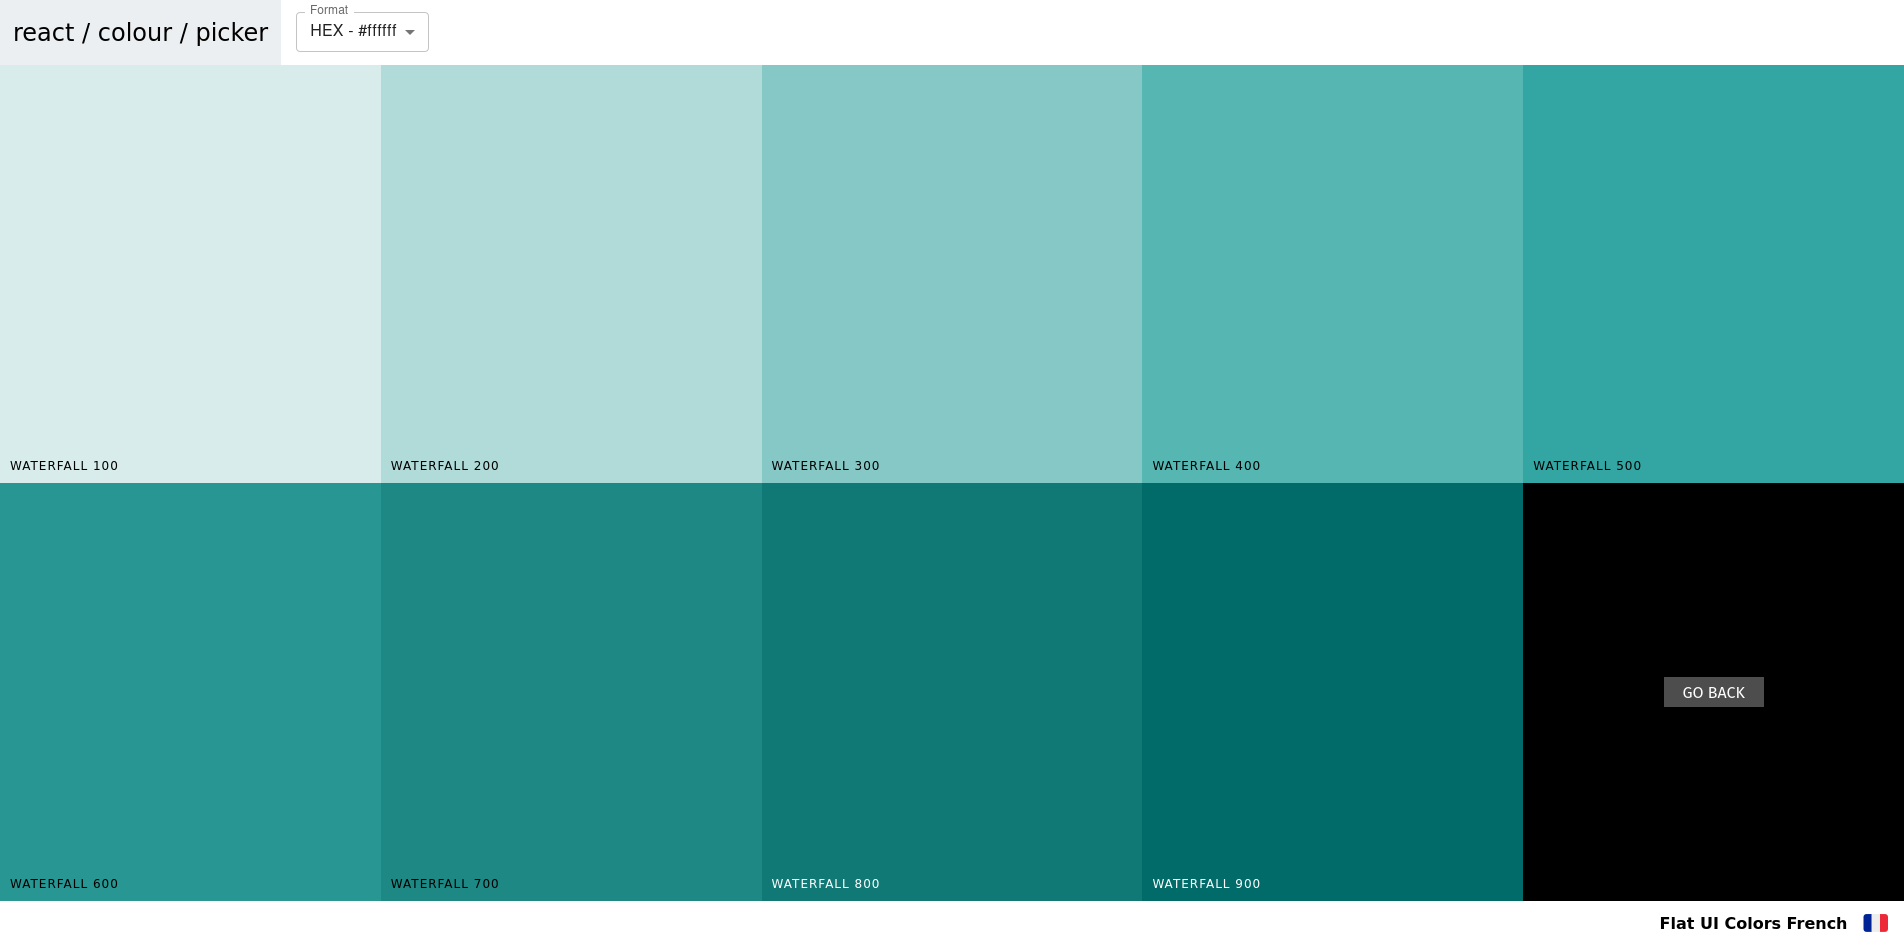 react / colour / picker
Format
HEX - #ffffff
WATERFALL 100
WATERFALL 200
WATERFALL 300
WATERFALL 400
WATERFALL 500
WATERFALL 600
WATERFALL 700
WATERFALL 800
WATERFALL 900
GO BACK
Flat UI Colors French